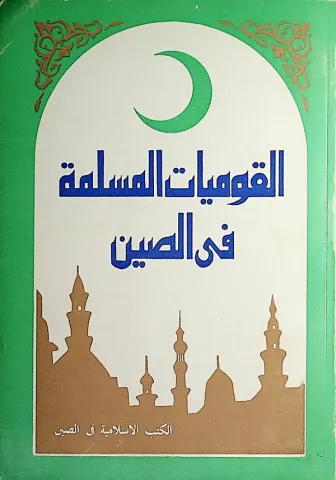 القوميات المسلمة
فى الصين
الكتب الاسلامية فى الصين